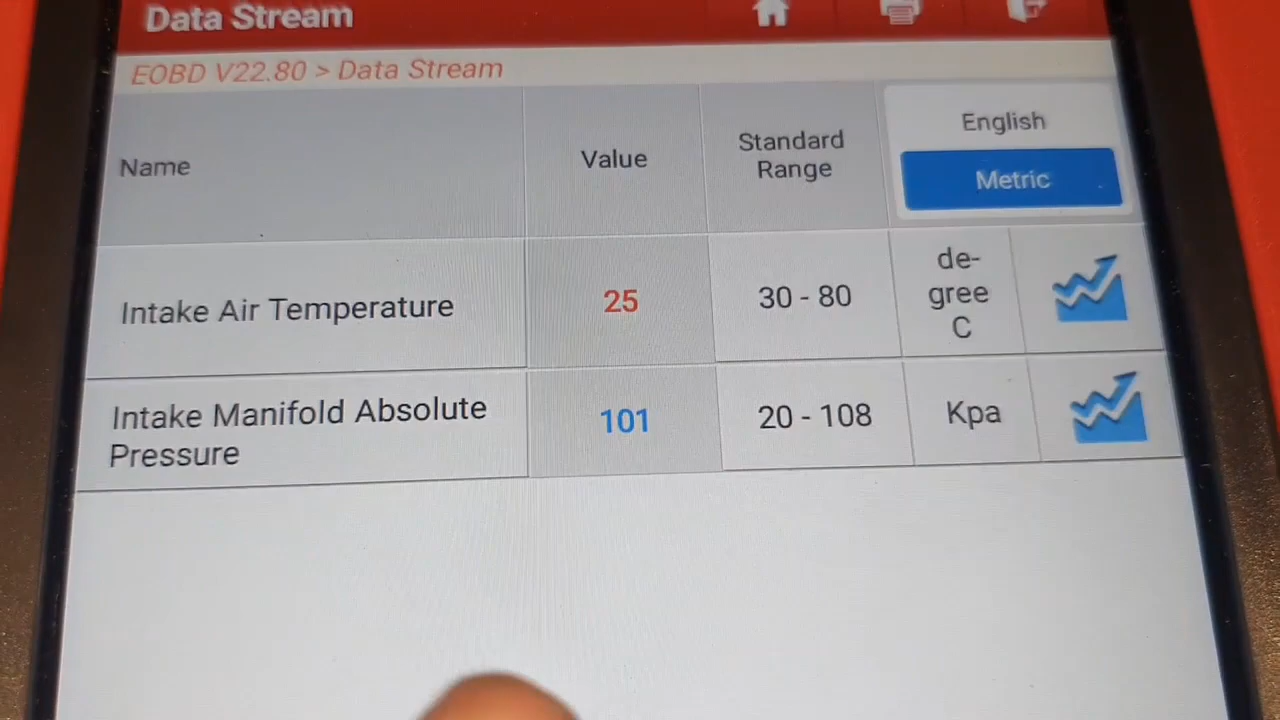 Data Stream
EOBD V22.80 > Data Stream
Name
Value
Standard
Range
English
Metric
Intake Air Temperature
25
30 - 80
de-
gree
C
Intake Manifold Absolute
Pressure
101
20 - 108
Kpa